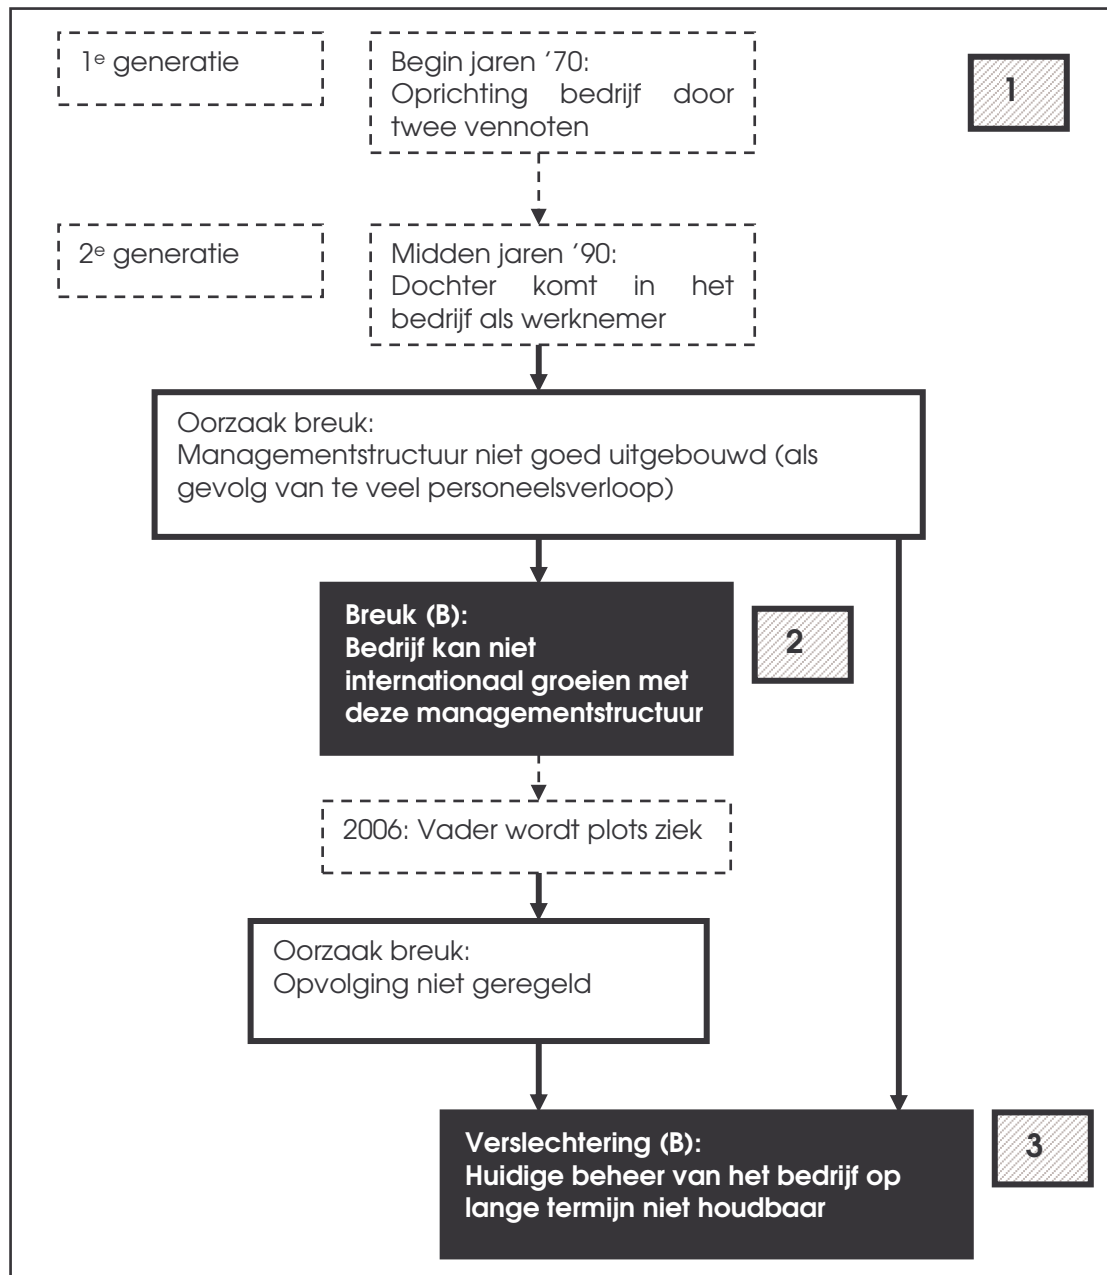 1e generatie
Begin jaren ’70:
Oprichting bedrijf door
twee vennoten
1
2e generatie
Midden jaren ’90:
Dochter komt in het
bedrijf als werknemer
Oorzaak breuk:
Managementstructuur niet goed uitgebouwd (als
gevolg van te veel personeelsverloop)
Breuk (B):
Bedrijf kan niet
internationaal groeien met
deze managementstructuur
2
2006: Vader wordt plots ziek
Oorzaak breuk:
Opvolging niet geregeld
Verslechtering (B):
Huidige beheer van het bedrijf op
lange termijn niet houdbaar
3